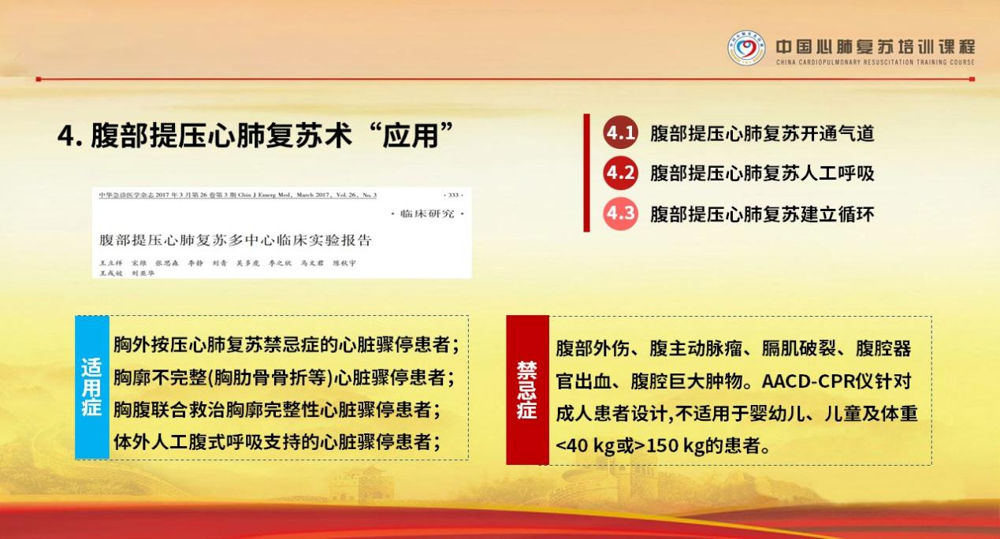 中国心肺复苏培训课程
CHINA CARDIOPULMONARY RESUSCITATION TRAINING COURSE
4. 腹部提压心肺复苏术“应用”
4.1 腹部提压心肺复苏开通气道
4.2 腹部提压心肺复苏人工呼吸
4.3 腹部提压心肺复苏建立循环
中华急诊医学杂志 2017 年 3 月第 26 卷第 3 期 Chin J Emerg Med, March 2017, Vol. 26, No. 3 · 333 ·
· 临床研究 ·
腹部提压心肺复苏多中心临床实验报告
王立祥 宋维 张思森 李静 刘青 吴多虎 季之欣 马文君 陈秋宇
刘亚华
适用症
胸外按压心肺复苏禁忌症的心脏骤停患者;
胸廓不完整(胸肋骨骨折等)心脏骤停患者;
胸腹联合救治胸廓完整性心脏骤停患者;
体外人工腹式呼吸支持的心脏骤停患者;
禁忌症
腹部外伤、腹主动脉瘤、膈肌破裂、腹腔器
官出血、腹腔巨大肿物。AACD-CPR仪针对
成人患者设计,不适用于婴幼儿、儿童及体重
<40 kg或>150 kg的患者。